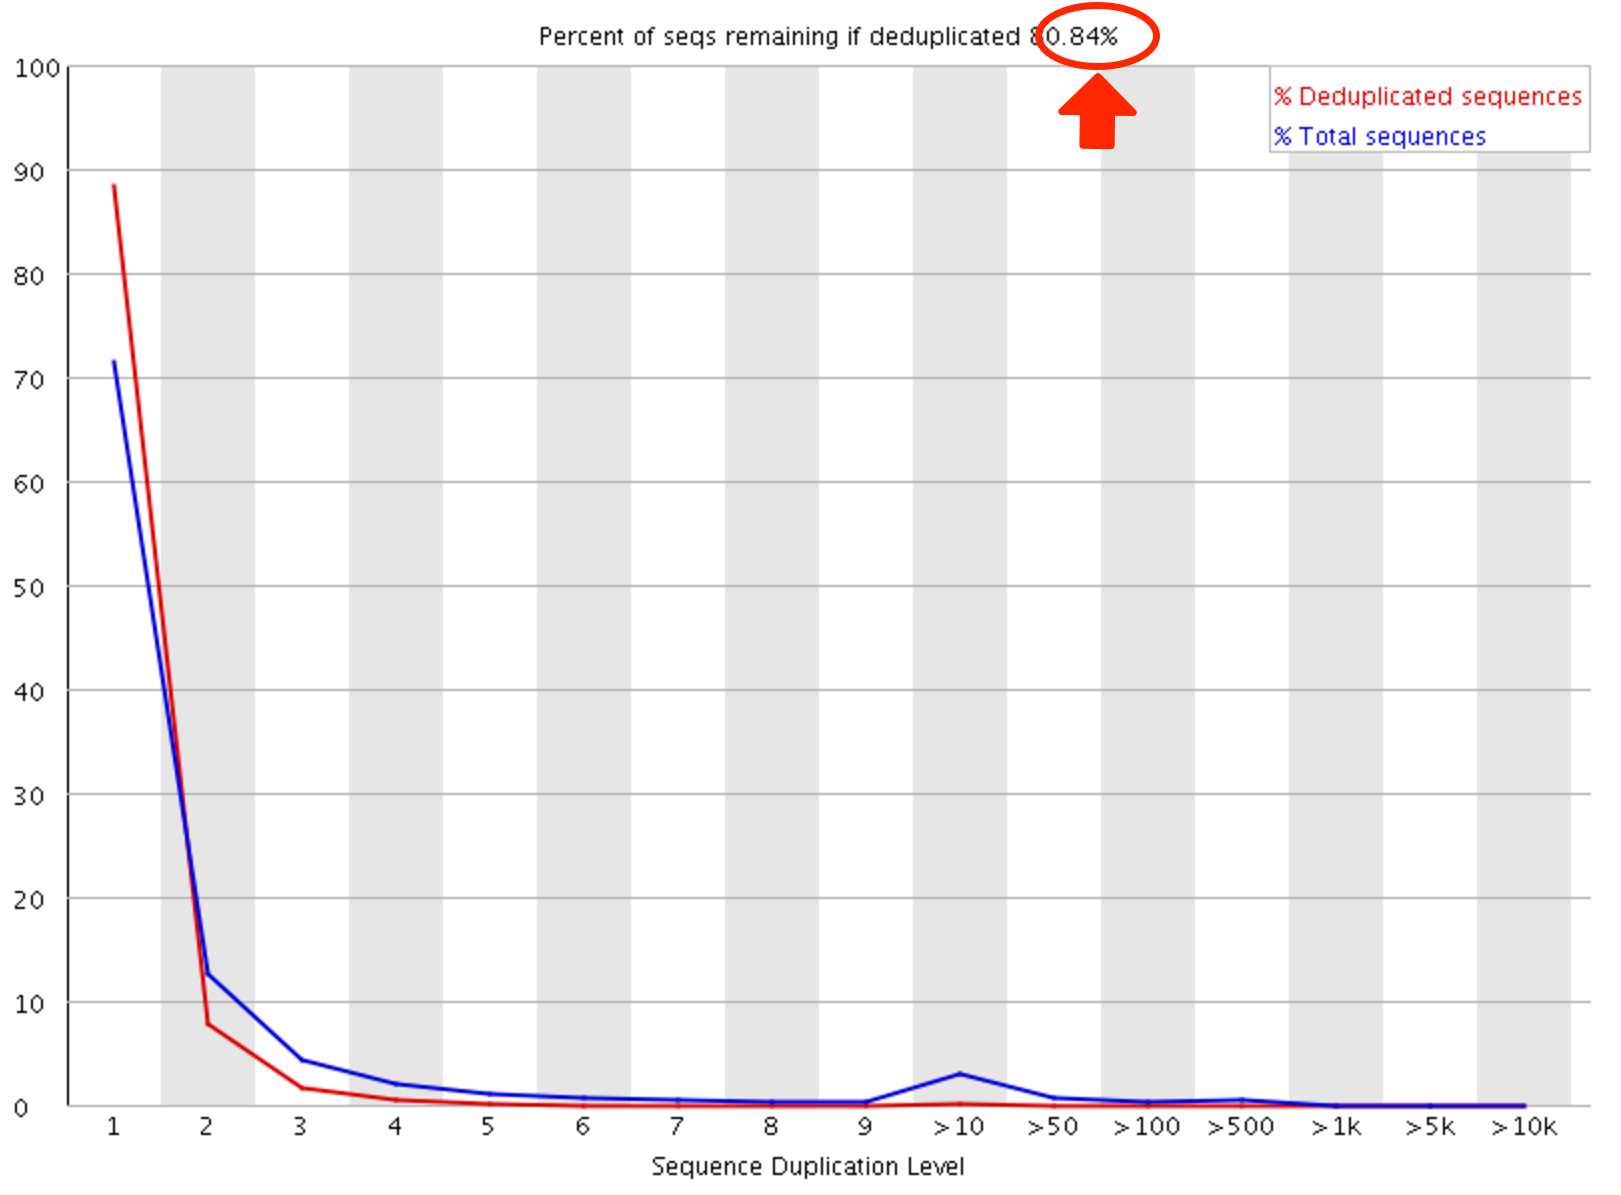 Percent of seqs remaining if deduplicated 80.84%
% Deduplicated sequences
% Total sequences
100
90
80
70
60
50
40
30
20
10
0
1 2 3 4 5 6 7 8 9 >10 >50 >100 >500 >1k >5k >10k
Sequence Duplication Level